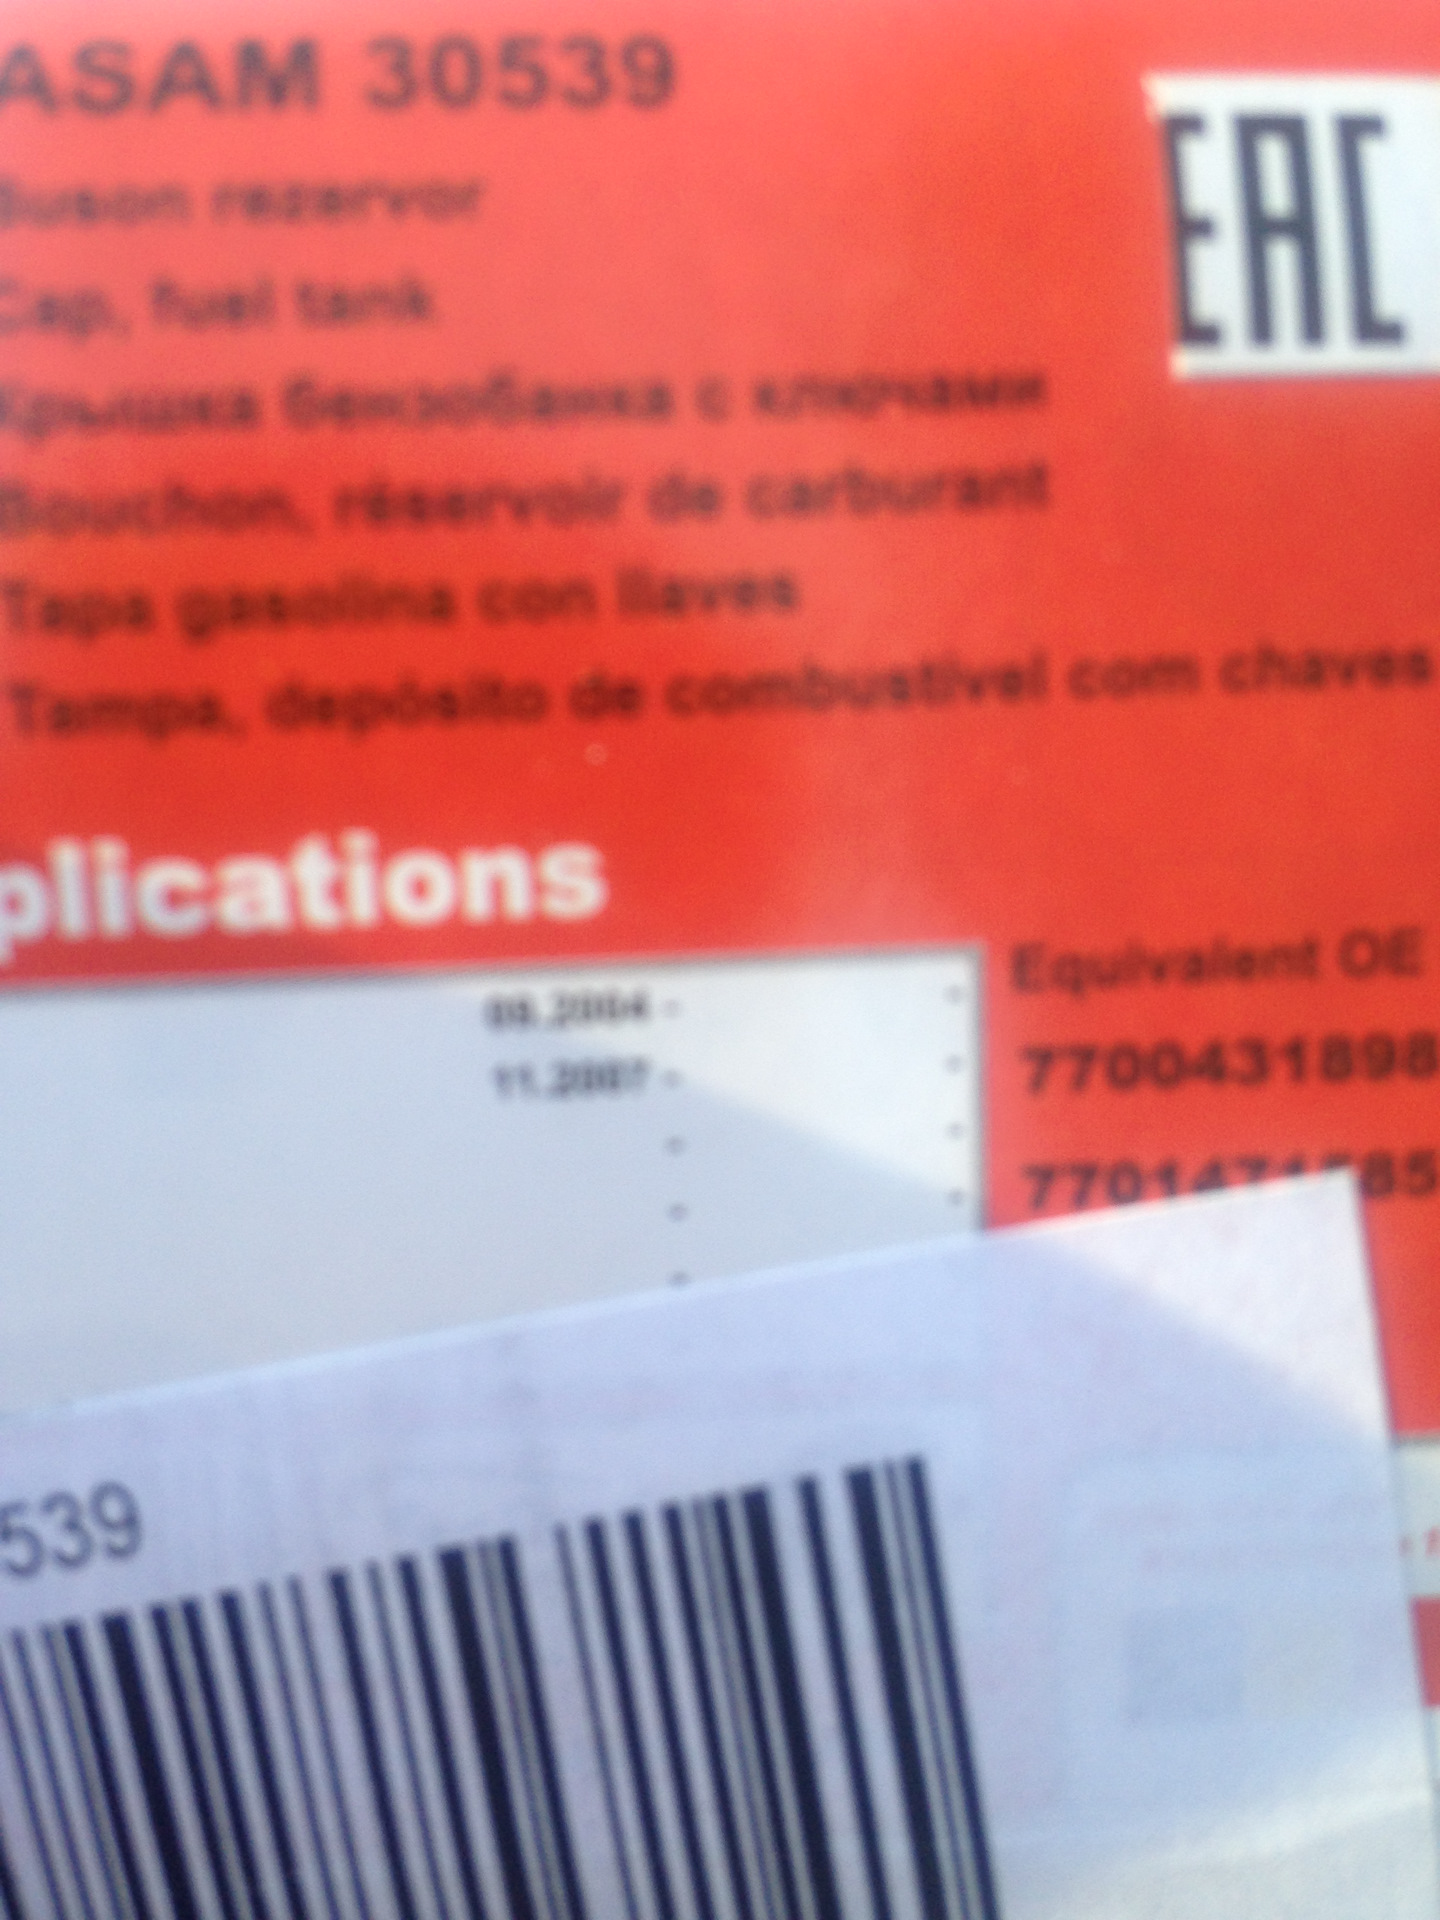 ASAM 30539
EAC
Buson rezervor
Cap, fuel tank
Крышка бензобанка с ключами
Bouchon, réservoir de carburant
Tapa gasolina con llaves
Tampa, depósito de combustível com chaves
plications
Equivalent OE
09.2004 - -
11.2007 - -
7700431898
539